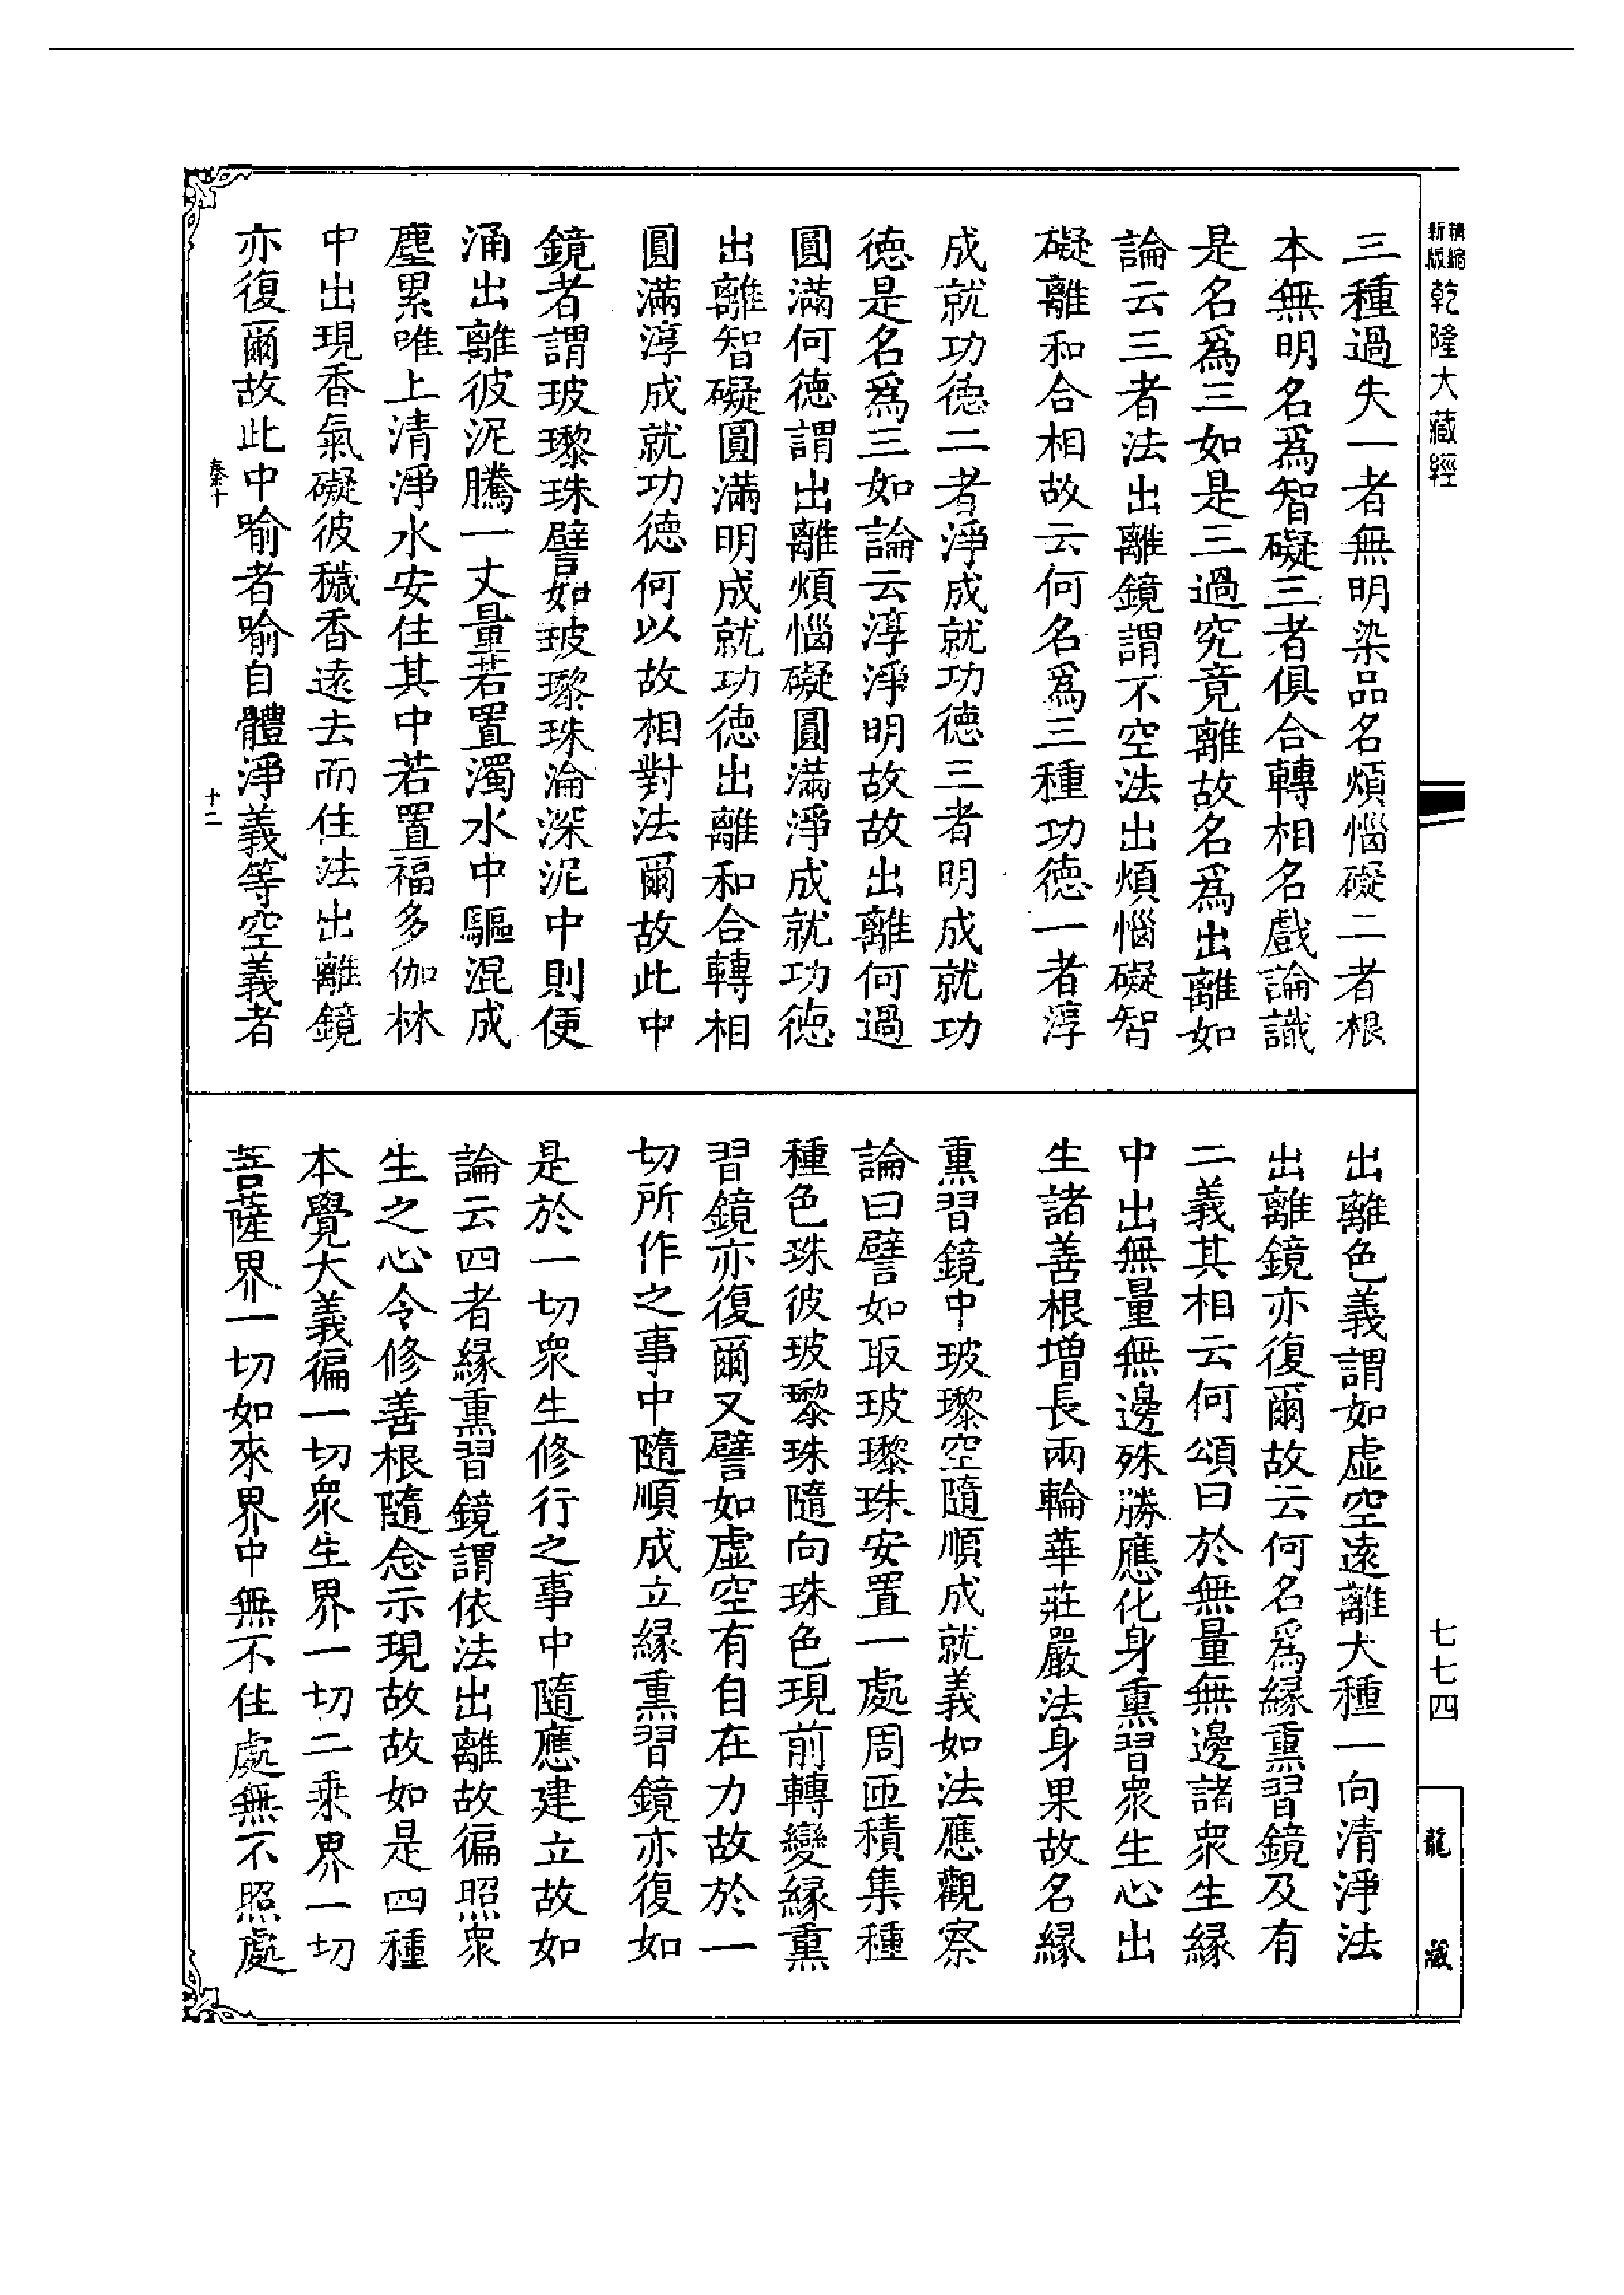 精縮新版乾隆大藏經
三種過失一者無明染品名煩惱礙二者根
本無明名爲智礙三者俱合轉相名戲論識
是名爲三如是三過究竟離故名爲出離如
論云三者法出離鏡謂不空法出煩惱礙智
礙離和合相故云何名爲三種功德一者淳
成就功德二者淨成就功德三者明成就功
德是名爲三如論云淳淨明故故出離何過
圓滿何德謂出離煩惱礙圓滿淨成就功德
出離智礙圓滿明成就功德出離和合轉相
圓滿淳成就功德何以故相對法爾故此中
鏡者謂玻瓈珠譬如玻瓈珠淪深泥中則便
涌出離彼泥騰一丈量若置濁水中驅混成
塵累唯上清淨水安住其中若置福多伽林
中出現香氣礙彼穢香遠去而住法出離鏡
亦復爾故此中喻者喻自體淨義等空義者
秦十
十二
出離色義謂如虛空遠離大種一向清淨法
出離鏡亦復爾故云何名爲緣熏習鏡及有
二義其相云何頌曰於無量無邊諸衆生緣
中出無量無邊殊勝應化身熏習衆生心出
生諸善根增長兩輪華莊嚴法身果故名緣
熏習鏡中玻瓈空隨順成就義如法應觀察
論曰譬如取玻瓈珠安置一處周匝積集種
種色珠彼玻瓈珠隨向珠色現前轉變緣熏
習鏡亦復爾又譬如虛空有自在力故於一
切所作之事中隨順成立緣熏習鏡亦復如
是於一切衆生修行之事中隨應建立故如
論云四者緣熏習鏡謂依法出離故徧照衆
生之心令修善根隨念示現故故如是四種
本覺大義徧一切衆生界一切二乘界一切
菩薩界一切如來界中無不住處無不照處
七七四
龍藏